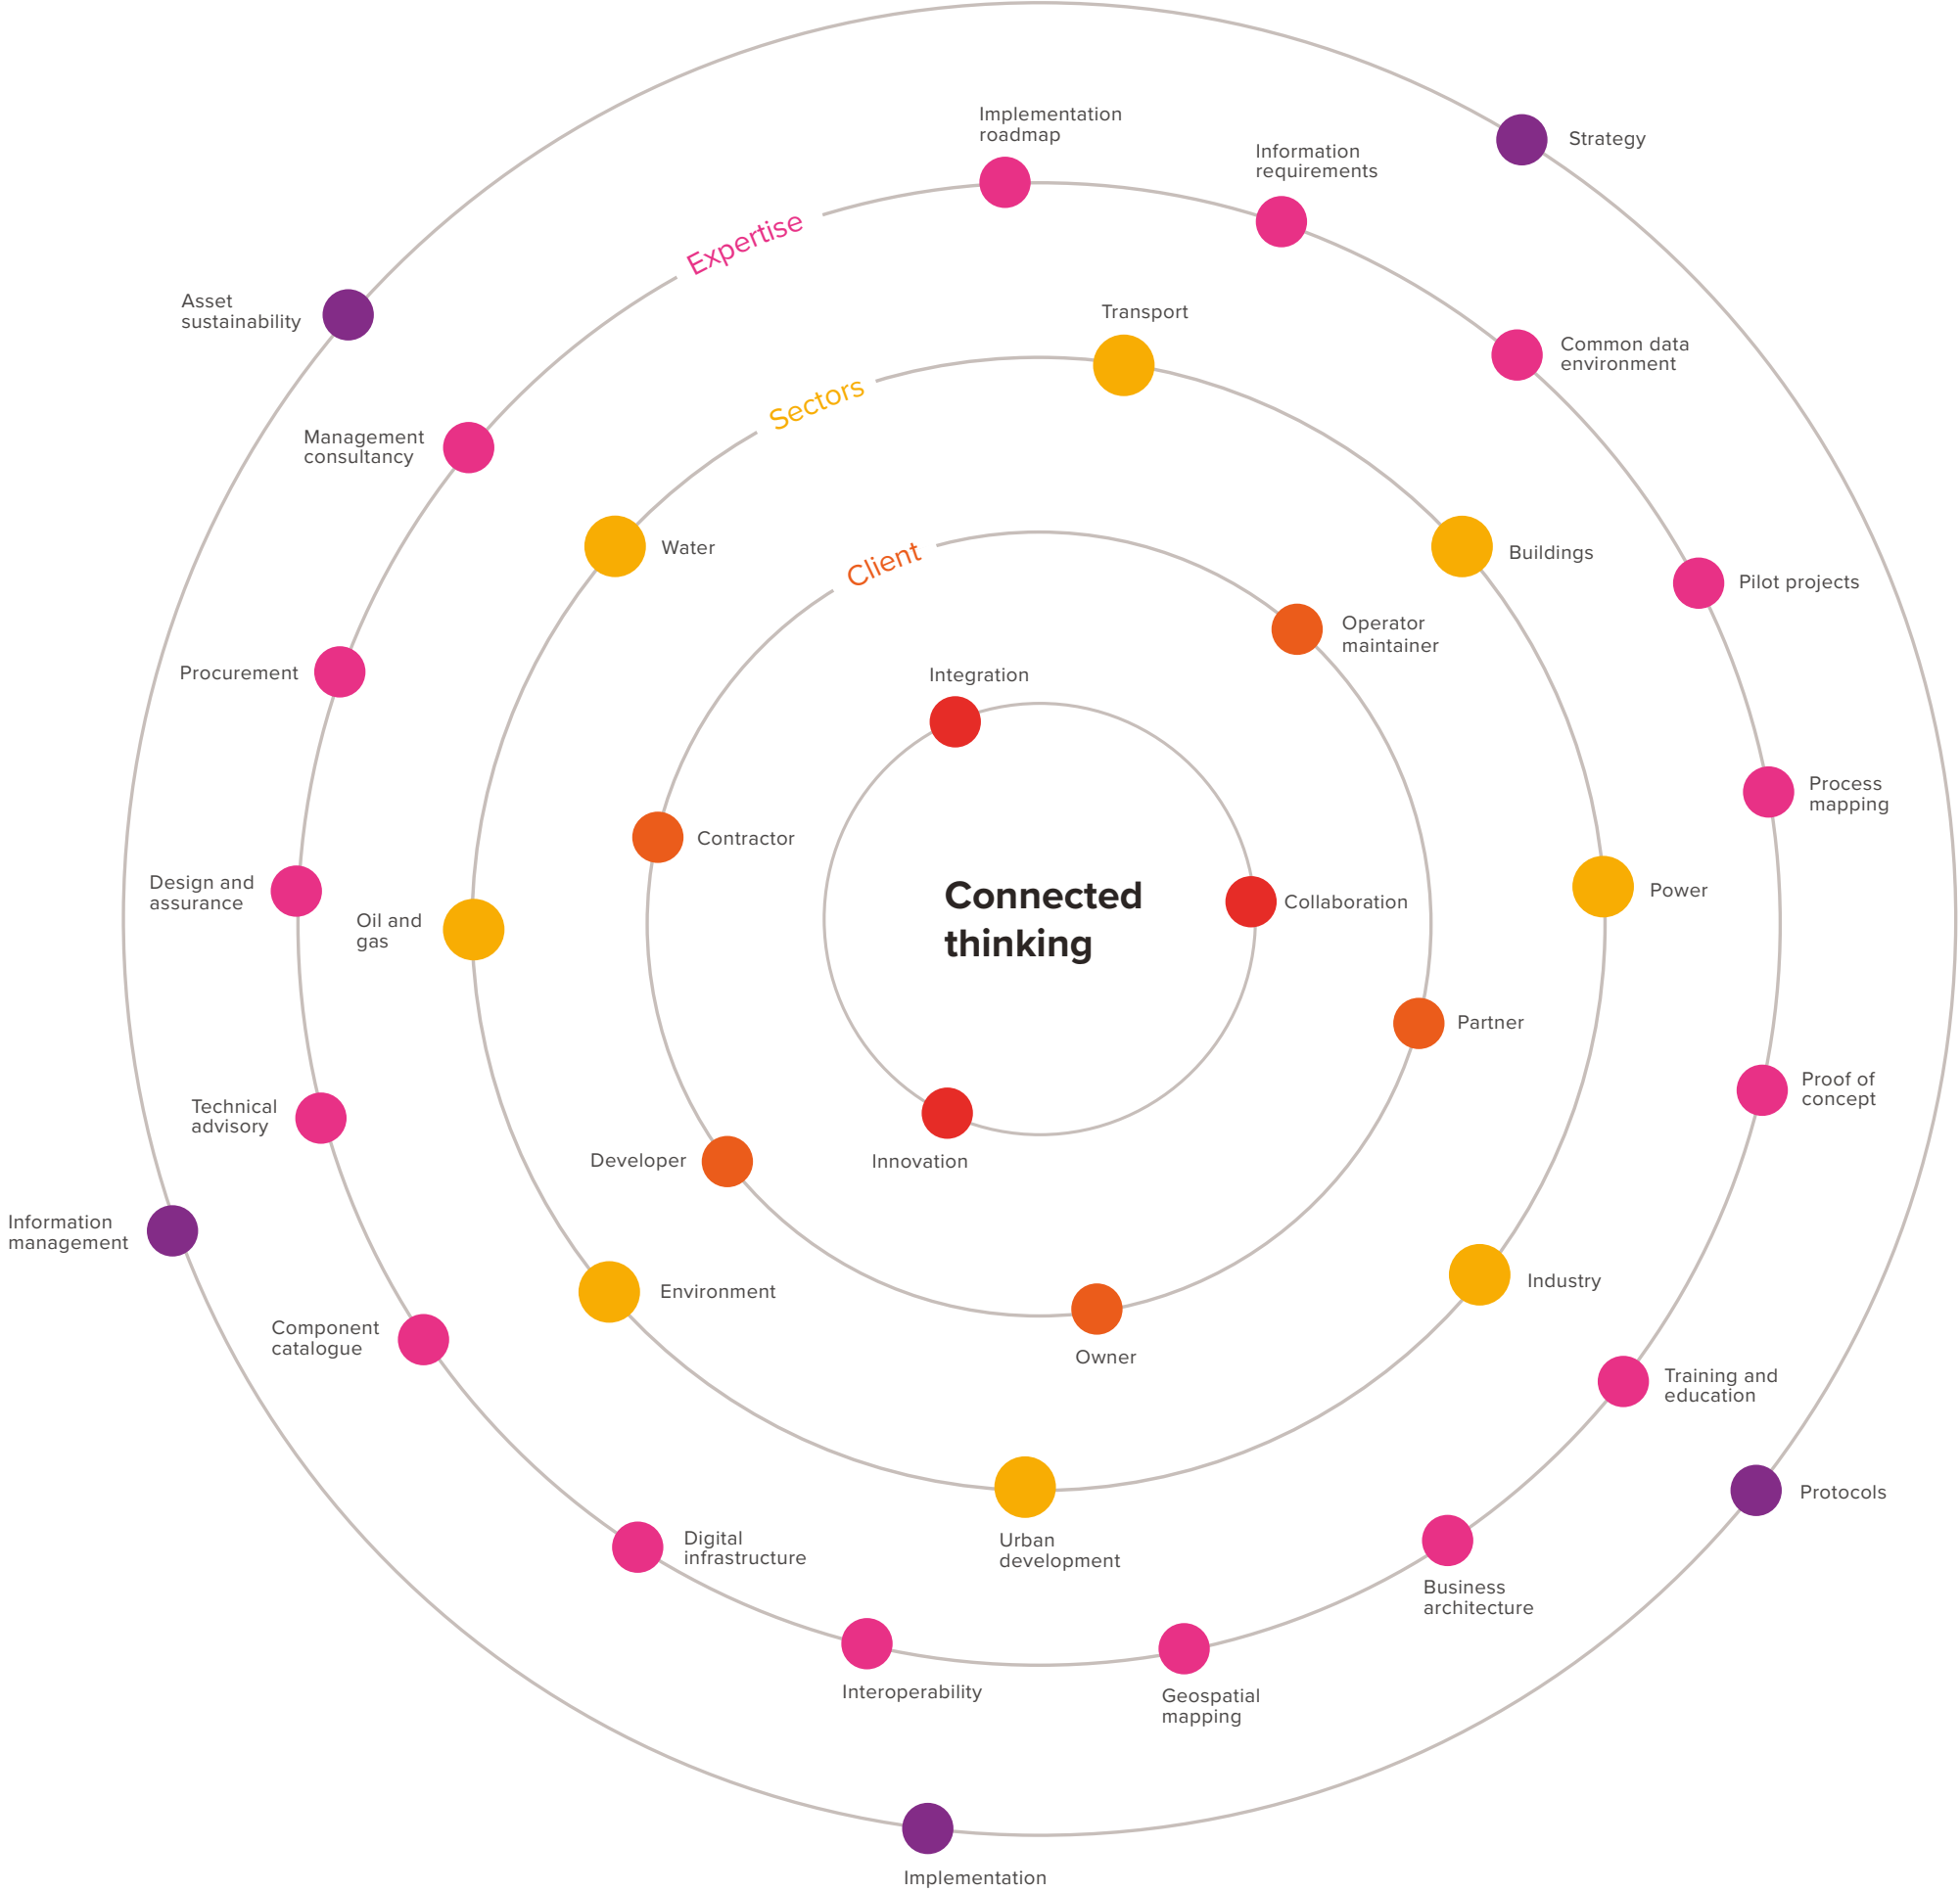 Implementation
roadmap
Strategy
Information
requirements
Expertise
Asset
sustainability
Transport
Common data
environment
Sectors
Management
consultancy
Water
Client
Buildings
Pilot projects
Operator
maintainer
Procurement
Integration
Process
mapping
Contractor
Design and
assurance
Oil and
gas
Connected
thinking
Collaboration
Power
Partner
Technical
advisory
Proof of
concept
Developer
Innovation
Information
management
Environment
Industry
Component
catalogue
Owner
Training and
education
Protocols
Digital
infrastructure
Urban
development
Business
architecture
Interoperability
Geospatial
mapping
Implementation